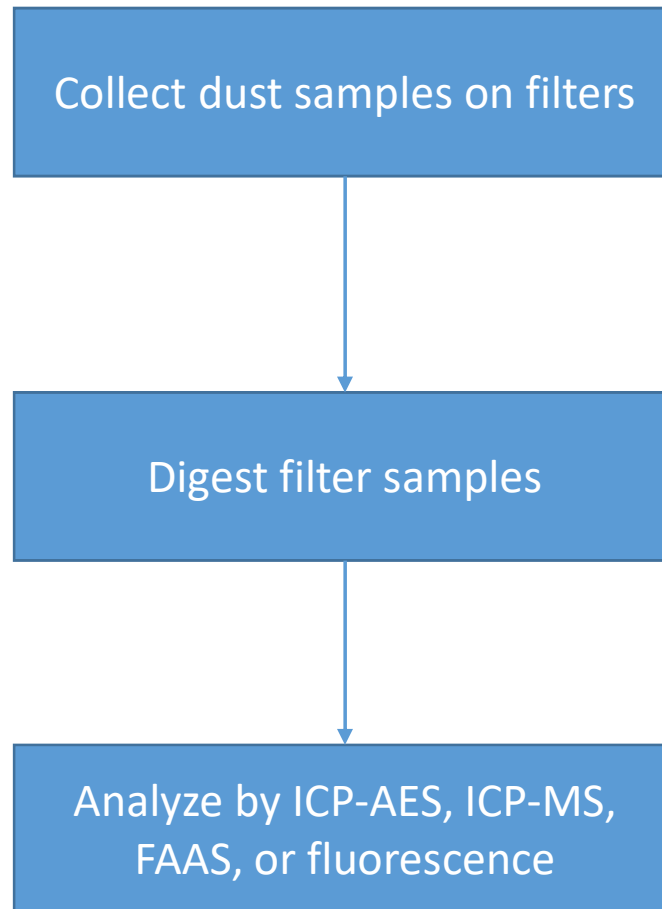 Collect dust samples on filters
Digest filter samples
Analyze by ICP-AES, ICP-MS,
FAAS, or fluorescence